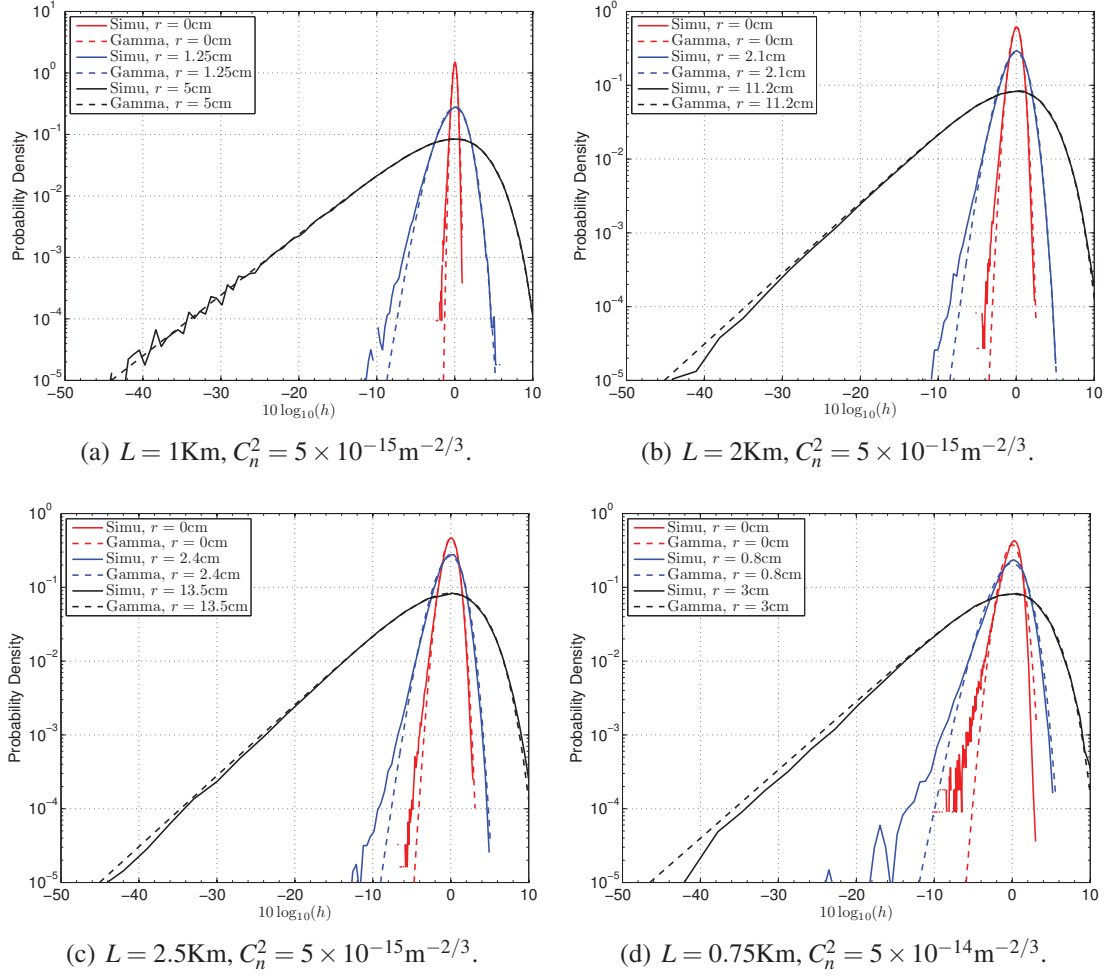 10^1
10^0
10^-1
10^-2
10^-3
10^-4
10^-5
Probability Density
Simu, r = 0cm
Gamma, r = 0cm
Simu, r = 1.25cm
Gamma, r = 1.25cm
Simu, r = 5cm
Gamma, r = 5cm
-50 -40 -30 -20 -10 0 10
10 log10(h)
(a) L = 1Km, C_n^2 = 5 × 10^-15 m^-2/3.
10^0
10^-1
10^-2
10^-3
10^-4
10^-5
Probability Density
Simu, r = 0cm
Gamma, r = 0cm
Simu, r = 2.1cm
Gamma, r = 2.1cm
Simu, r = 11.2cm
Gamma, r = 11.2cm
-50 -40 -30 -20 -10 0 10
10 log10(h)
(b) L = 2Km, C_n^2 = 5 × 10^-15 m^-2/3.
10^0
10^-1
10^-2
10^-3
10^-4
10^-5
Probability Density
Simu, r = 0cm
Gamma, r = 0cm
Simu, r = 2.4cm
Gamma, r = 2.4cm
Simu, r = 13.5cm
Gamma, r = 13.5cm
-50 -40 -30 -20 -10 0 10
10 log10(h)
(c) L = 2.5Km, C_n^2 = 5 × 10^-15 m^-2/3.
10^0
10^-1
10^-2
10^-3
10^-4
10^-5
Probability Density
Simu, r = 0cm
Gamma, r = 0cm
Simu, r = 0.8cm
Gamma, r = 0.8cm
Simu, r = 3cm
Gamma, r = 3cm
-50 -40 -30 -20 -10 0 10
10 log10(h)
(d) L = 0.75Km, C_n^2 = 5 × 10^-14 m^-2/3.